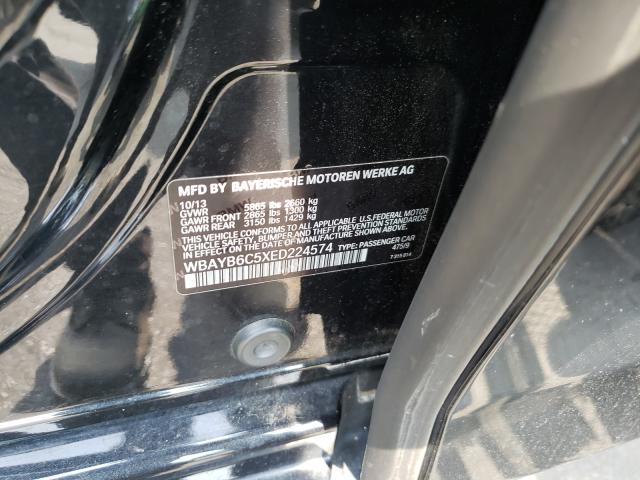 MFD BY BAYERISCHE MOTOREN WERKE AG
10/13
GVWR 5865 lbs 2660 kg
GAWR FRONT 2865 lbs 1300 kg
GAWR REAR 3150 lbs 1429 kg
THIS VEHICLE CONFORMS TO ALL APPLICABLE U.S. FEDERAL MOTOR
VEHICLE SAFETY, BUMPER, AND THEFT PREVENTION STANDARDS
IN EFFECT ON THE DATE OF MANUFACTURE SHOWN ABOVE.
WBAYB6C5XED224574 TYPE: PASSENGER CAR
475/9